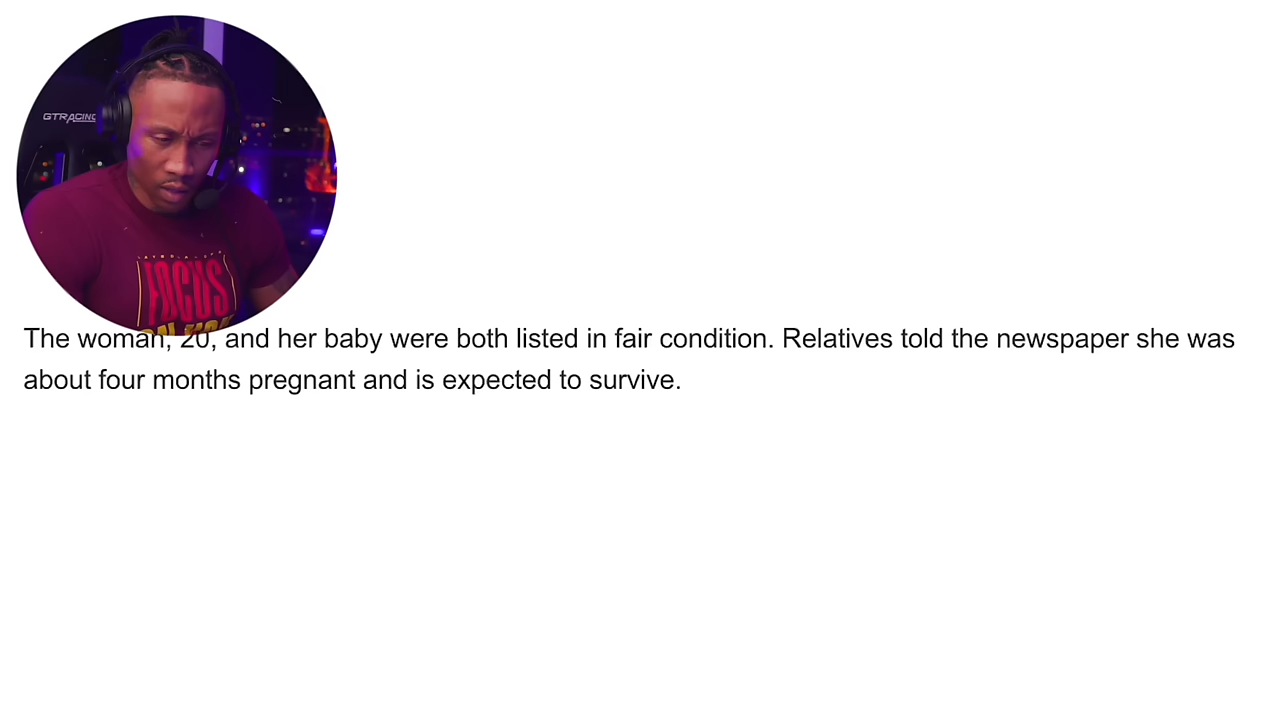 GTRACING
FOCUS
The woman, 20, and her baby were both listed in fair condition. Relatives told the newspaper she was
about four months pregnant and is expected to survive.